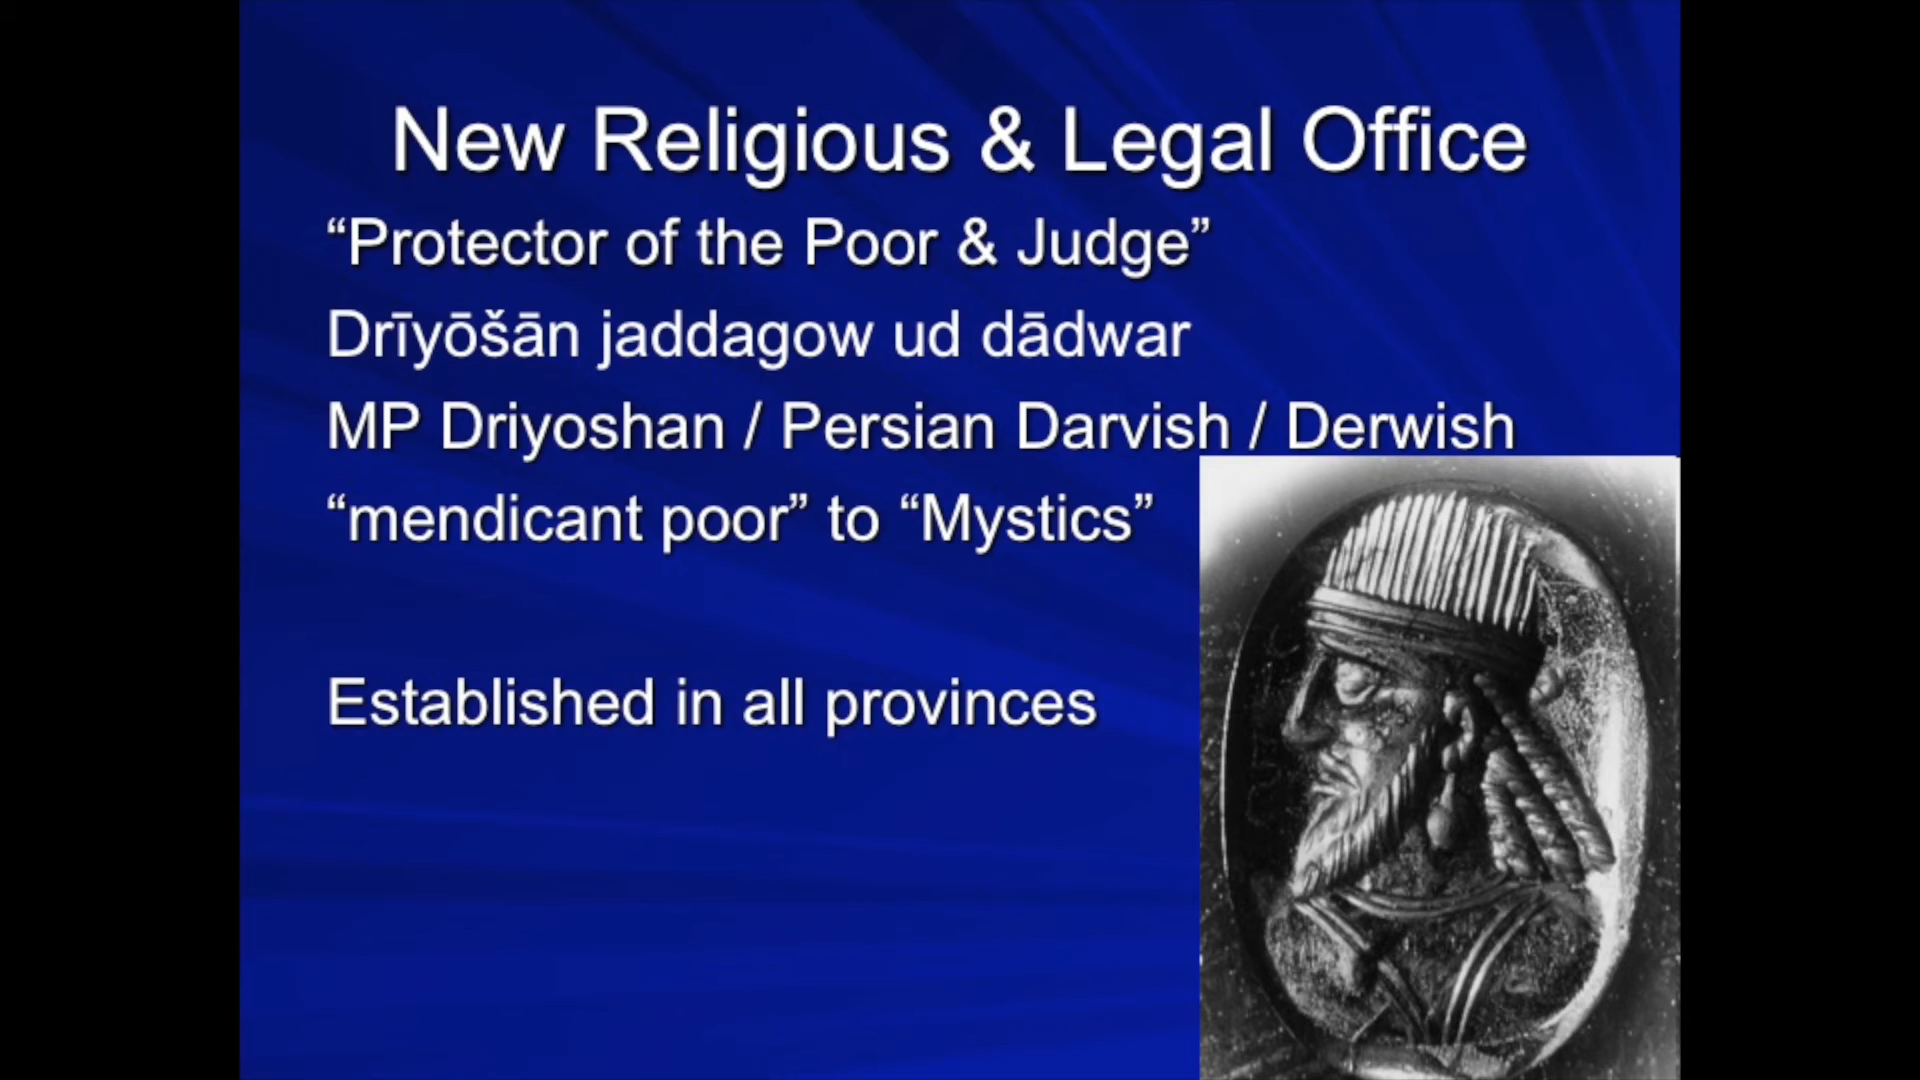 New Religious & Legal Office
“Protector of the Poor & Judge”
Drīyōšān jaddagow ud dādwar
MP Driyoshan / Persian Darvish / Derwish
“mendicant poor” to “Mystics”
Established in all provinces